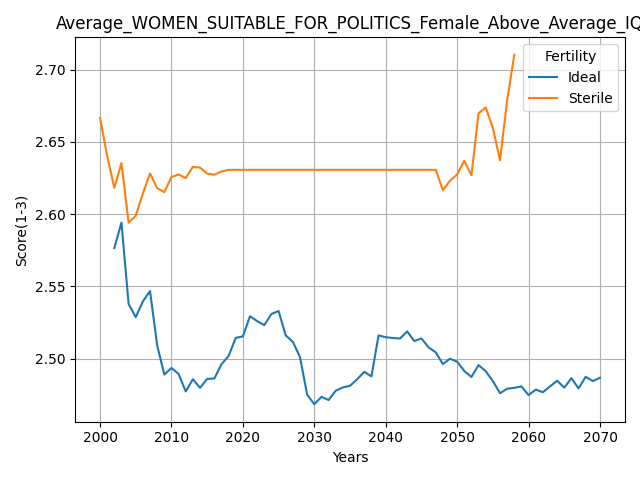 Average_WOMEN_SUITABLE_FOR_POLITICS_Female_Above_Average_IQ
Fertility
Ideal
Sterile
Score(1-3)
2.70
2.65
2.60
2.55
2.50
2000
2010
2020
2030
2040
2050
2060
2070
Years